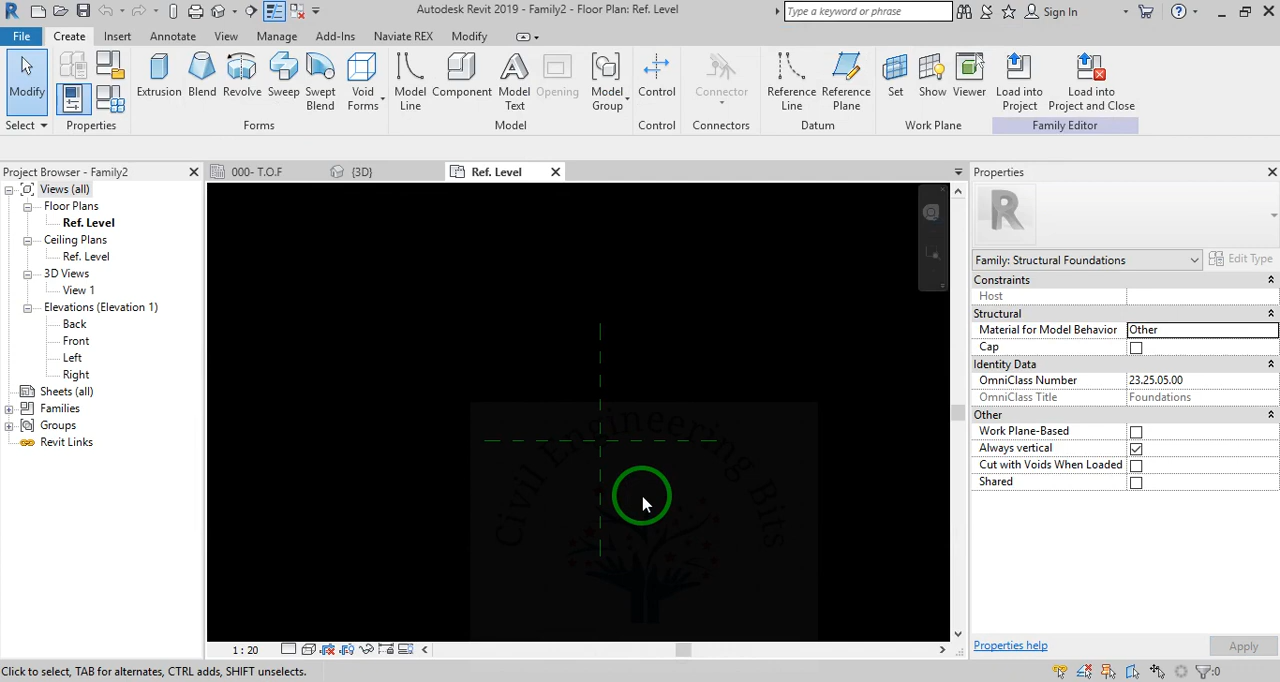 Autodesk Revit 2019 - Family2 - Floor Plan: Ref. Level
Type a keyword or phrase
Sign In
File Create Insert Annotate View Manage Add-Ins Naviate REX Modify
Modify
Extrusion Blend Revolve Sweep Swept Blend Void Forms
Model Line Component Model Text Opening Model Group
Control Connector
Reference Line Reference Plane
Set Show Viewer
Load into Project Load into Project and Close
Select Properties Forms Model Control Connectors Datum Work Plane Family Editor
Project Browser - Family2
Views (all)
Floor Plans
Ref. Level
Ceiling Plans
Ref. Level
3D Views
View 1
Elevations (Elevation 1)
Back
Front
Left
Right
Sheets (all)
Families
Groups
Revit Links
000- T.O.F {3D} Ref. Level
Civil Engineering Bits
1 : 20
Properties
R
Family: Structural Foundations Edit Type
Constraints
Host
Structural
Material for Model Behavior Other
Cap
Identity Data
OmniClass Number 23.25.05.00
OmniClass Title Foundations
Other
Work Plane-Based
Always vertical
Cut with Voids When Loaded
Shared
Properties help Apply
Click to select, TAB for alternates, CTRL adds, SHIFT unselects.
:0